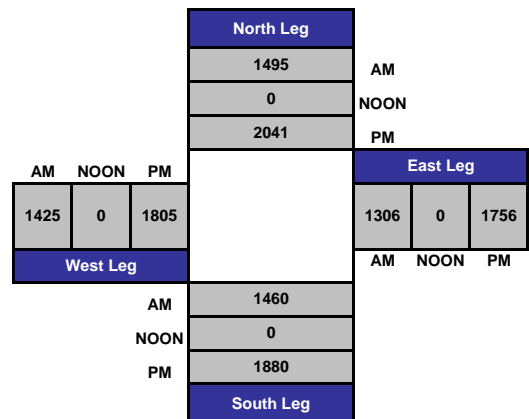 North Leg
1495 AM
0 NOON
2041 PM
AM NOON PM
East Leg
1425 0 1805
1306 0 1756
West Leg
AM NOON PM
AM 1460
NOON 0
PM 1880
South Leg